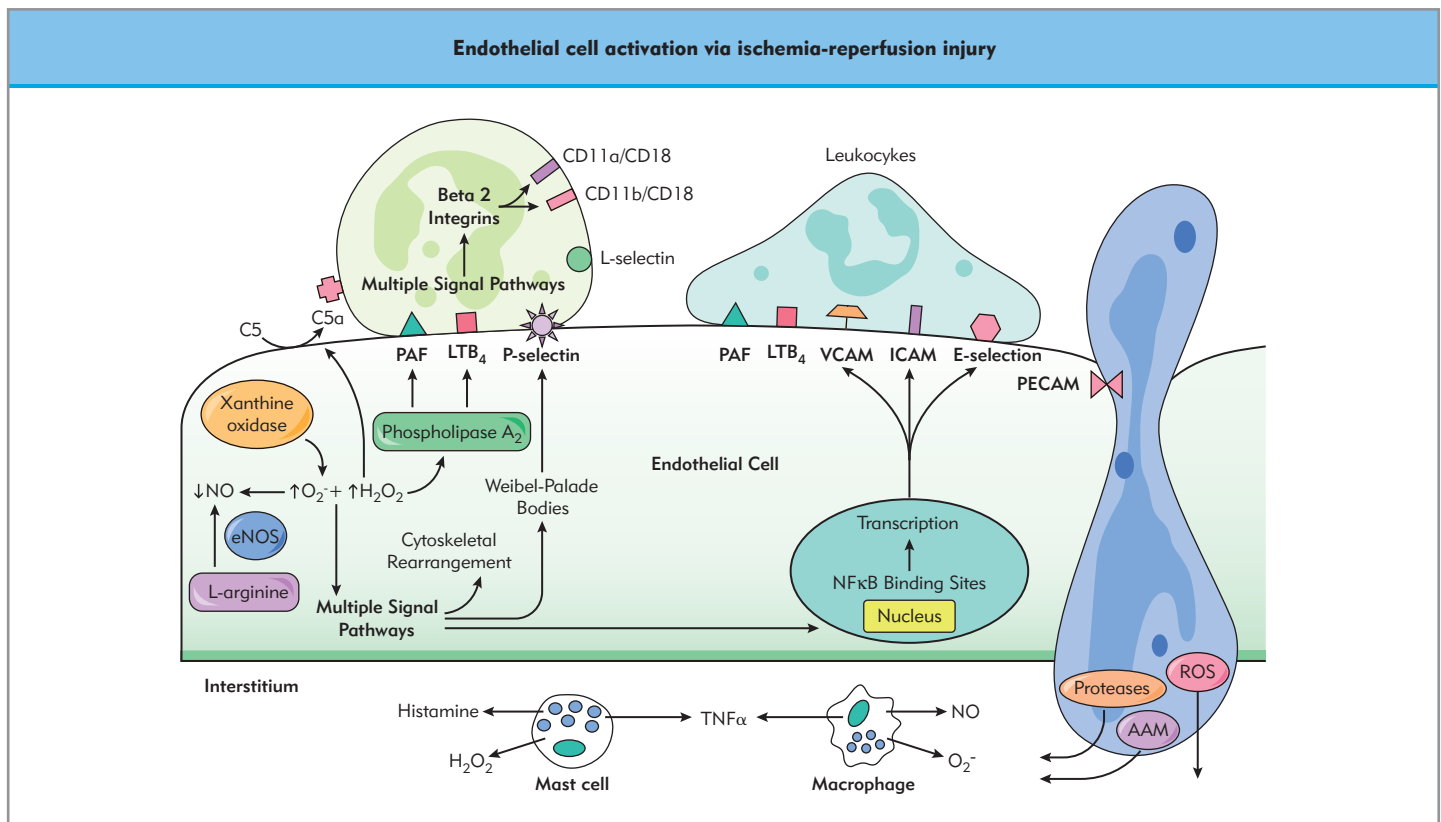 Endothelial cell activation via ischemia-reperfusion injury
CD11a/CD18
Beta 2
Integrins
CD11b/CD18
L-selectin
Multiple Signal Pathways
Leukocykes
C5
C5a
PAF
LTB₄
P-selectin
PAF
LTB₄
VCAM
ICAM
E-selection
PECAM
Xanthine
oxidase
Phospholipase A₂
Endothelial Cell
↓NO
↑O₂⁻+ ↑H₂O₂
Weibel-Palade
Bodies
eNOS
Cytoskeletal
Rearrangement
L-arginine
Multiple Signal
Pathways
Transcription
NFκB Binding Sites
Nucleus
Interstitium
Histamine
H₂O₂
Mast cell
TNFα
NO
O₂⁻
Macrophage
Proteases
ROS
AAM